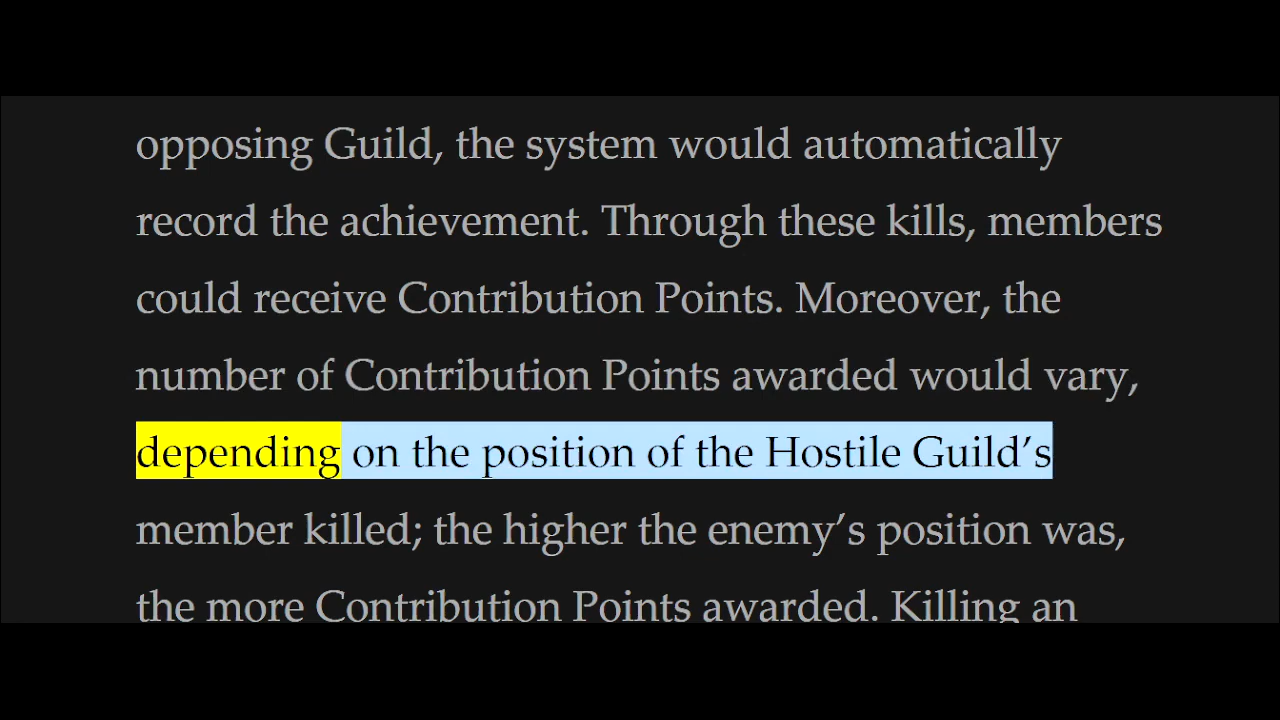 opposing Guild, the system would automatically
record the achievement. Through these kills, members
could receive Contribution Points. Moreover, the
number of Contribution Points awarded would vary,
depending on the position of the Hostile Guild’s
member killed; the higher the enemy’s position was,
the more Contribution Points awarded. Killing an